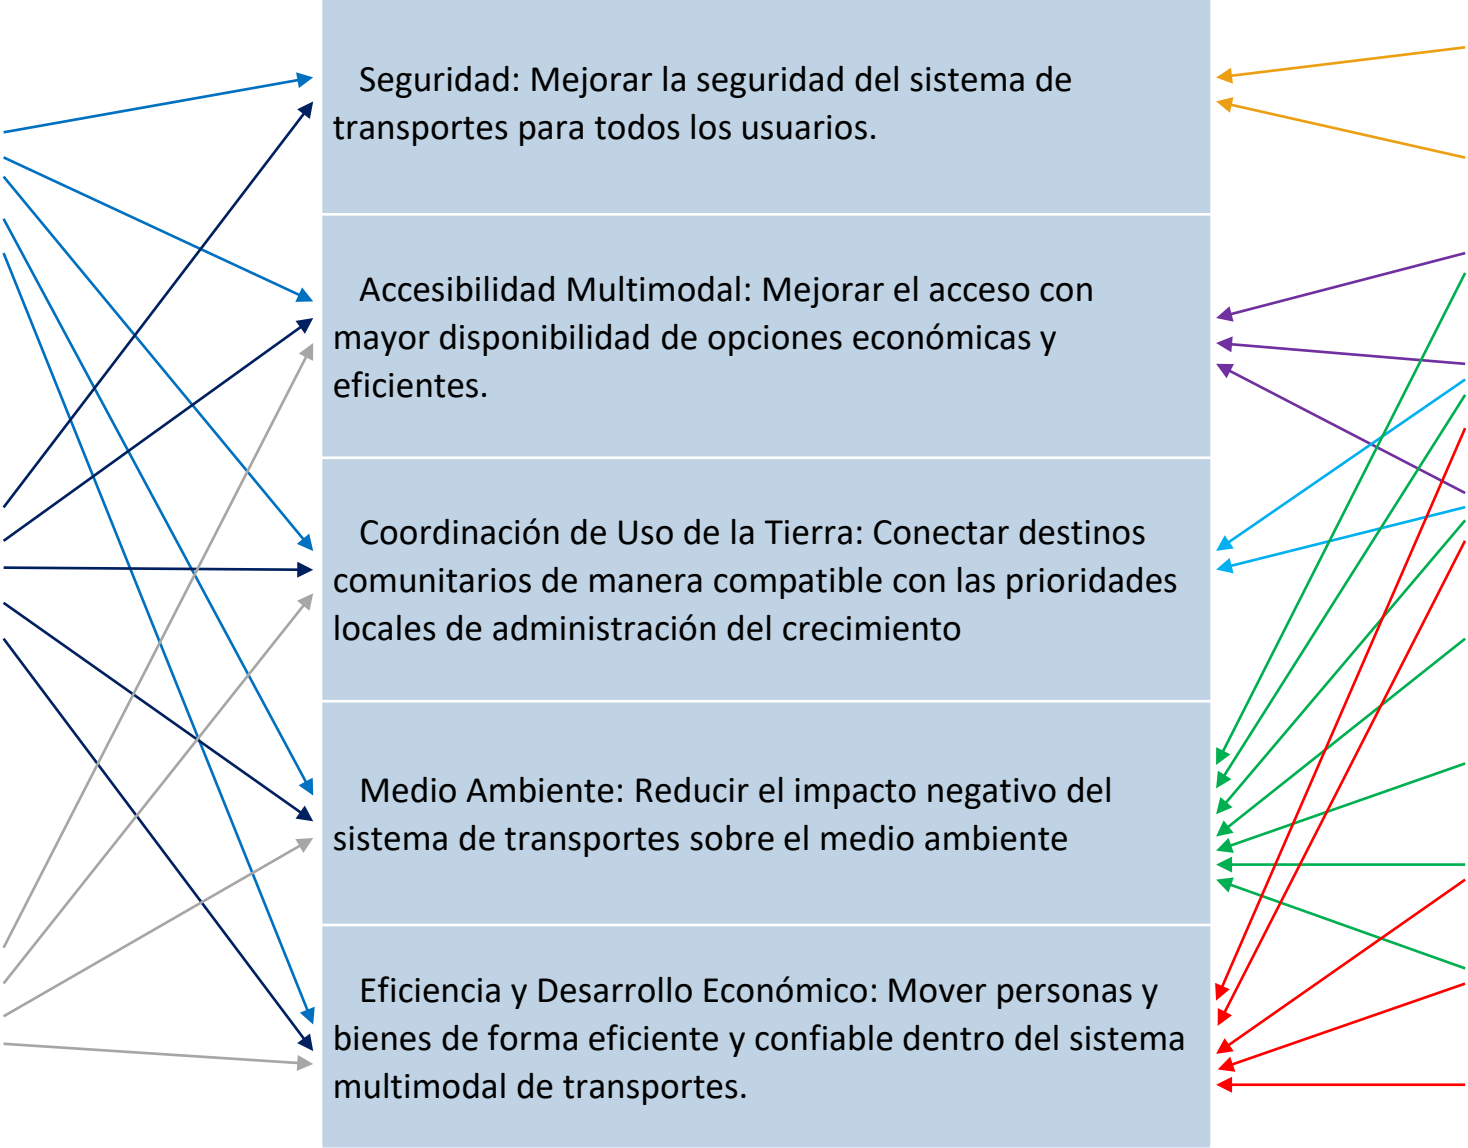 Seguridad: Mejorar la seguridad del sistema de
transportes para todos los usuarios.
Accesibilidad Multimodal: Mejorar el acceso con
mayor disponibilidad de opciones económicas y
eficientes.
Coordinación de Uso de la Tierra: Conectar destinos
comunitarios de manera compatible con las prioridades
locales de administración del crecimiento
Medio Ambiente: Reducir el impacto negativo del
sistema de transportes sobre el medio ambiente
Eficiencia y Desarrollo Económico: Mover personas y
bienes de forma eficiente y confiable dentro del sistema
multimodal de transportes.